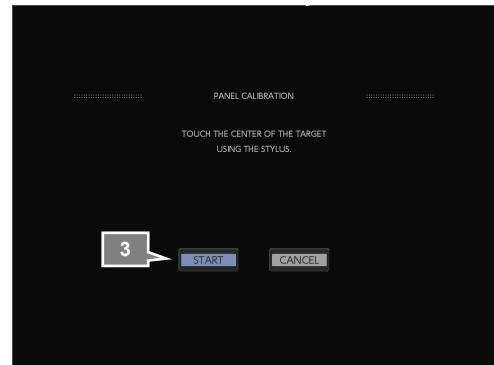 PANEL CALIBRATION
TOUCH THE CENTER OF THE TARGET
USING THE STYLUS.
3
START CANCEL